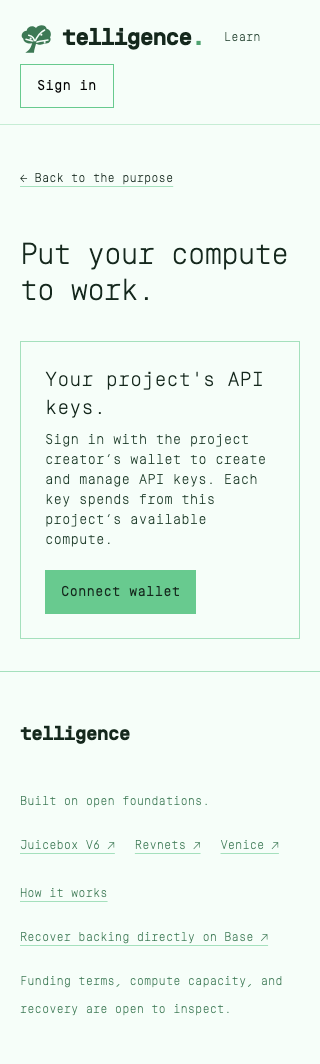 telligence.
Learn
Sign in
← Back to the purpose
Put your compute
to work.
Your project's API
keys.
Sign in with the project
creator’s wallet to create
and manage API keys. Each
key spends from this
project’s available
compute.
Connect wallet
telligence
Built on open foundations.
Juicebox V6 ↗ Revnets ↗ Venice ↗
How it works
Recover backing directly on Base ↗
Funding terms, compute capacity, and
recovery are open to inspect.